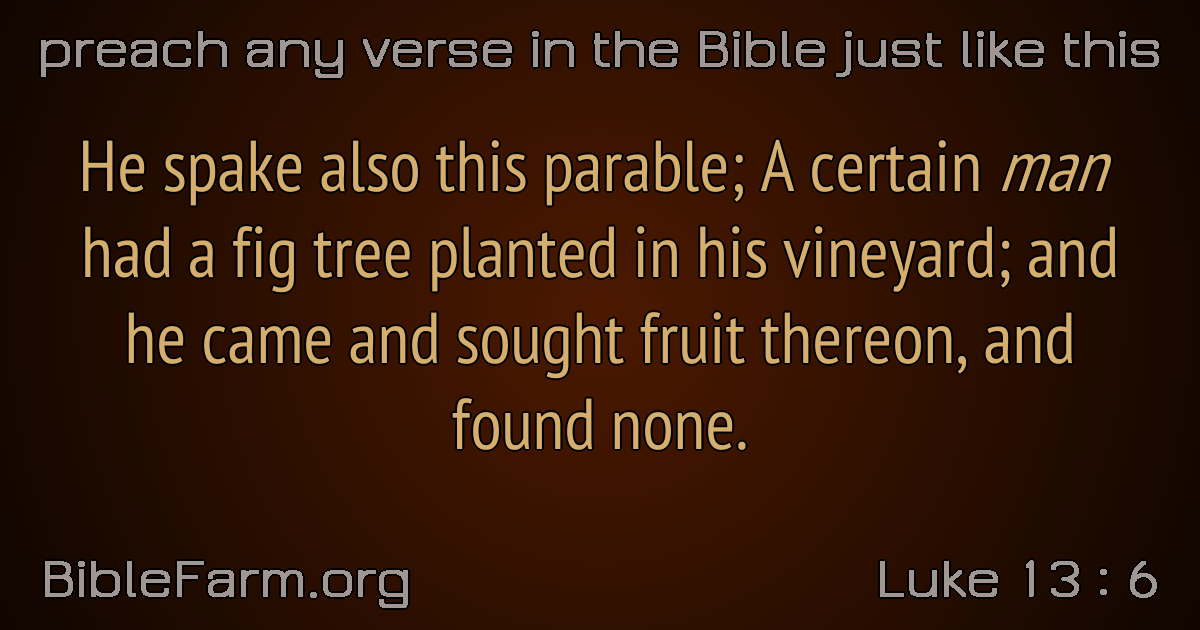 preach any verse in the Bible just like this
He spake also this parable; A certain man
had a fig tree planted in his vineyard; and
he came and sought fruit thereon, and
found none.
BibleFarm.org
Luke 13 : 6